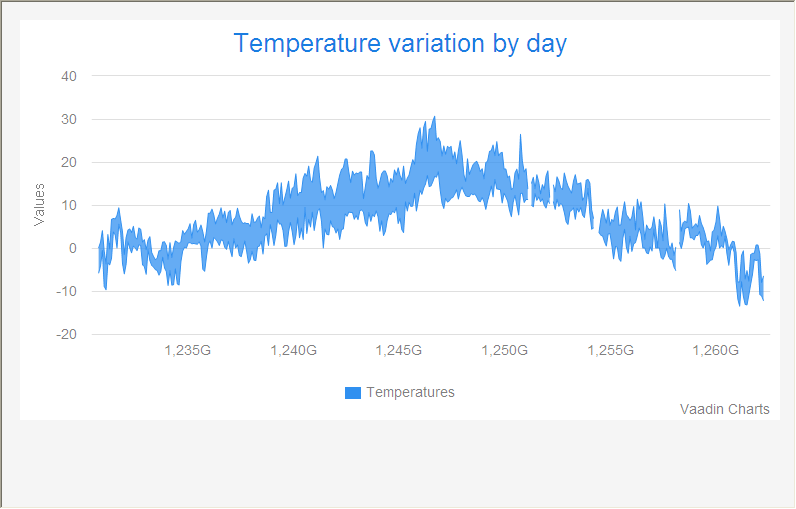 Temperature variation by day
40
30
20
10
0
-10
-20
Values
1,235G 1,240G 1,245G 1,250G 1,255G 1,260G
Temperatures
Vaadin Charts